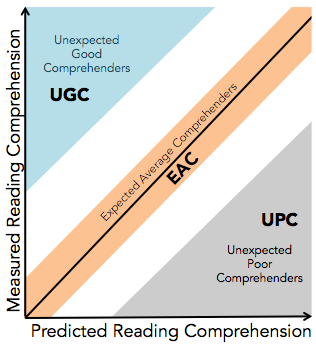 Measured Reading Comprehension
Unexpected
Good
Comprehenders
UGC
Expected Average Comprehenders
EAC
UPC
Unexpected
Poor
Comprehenders
Predicted Reading Comprehension